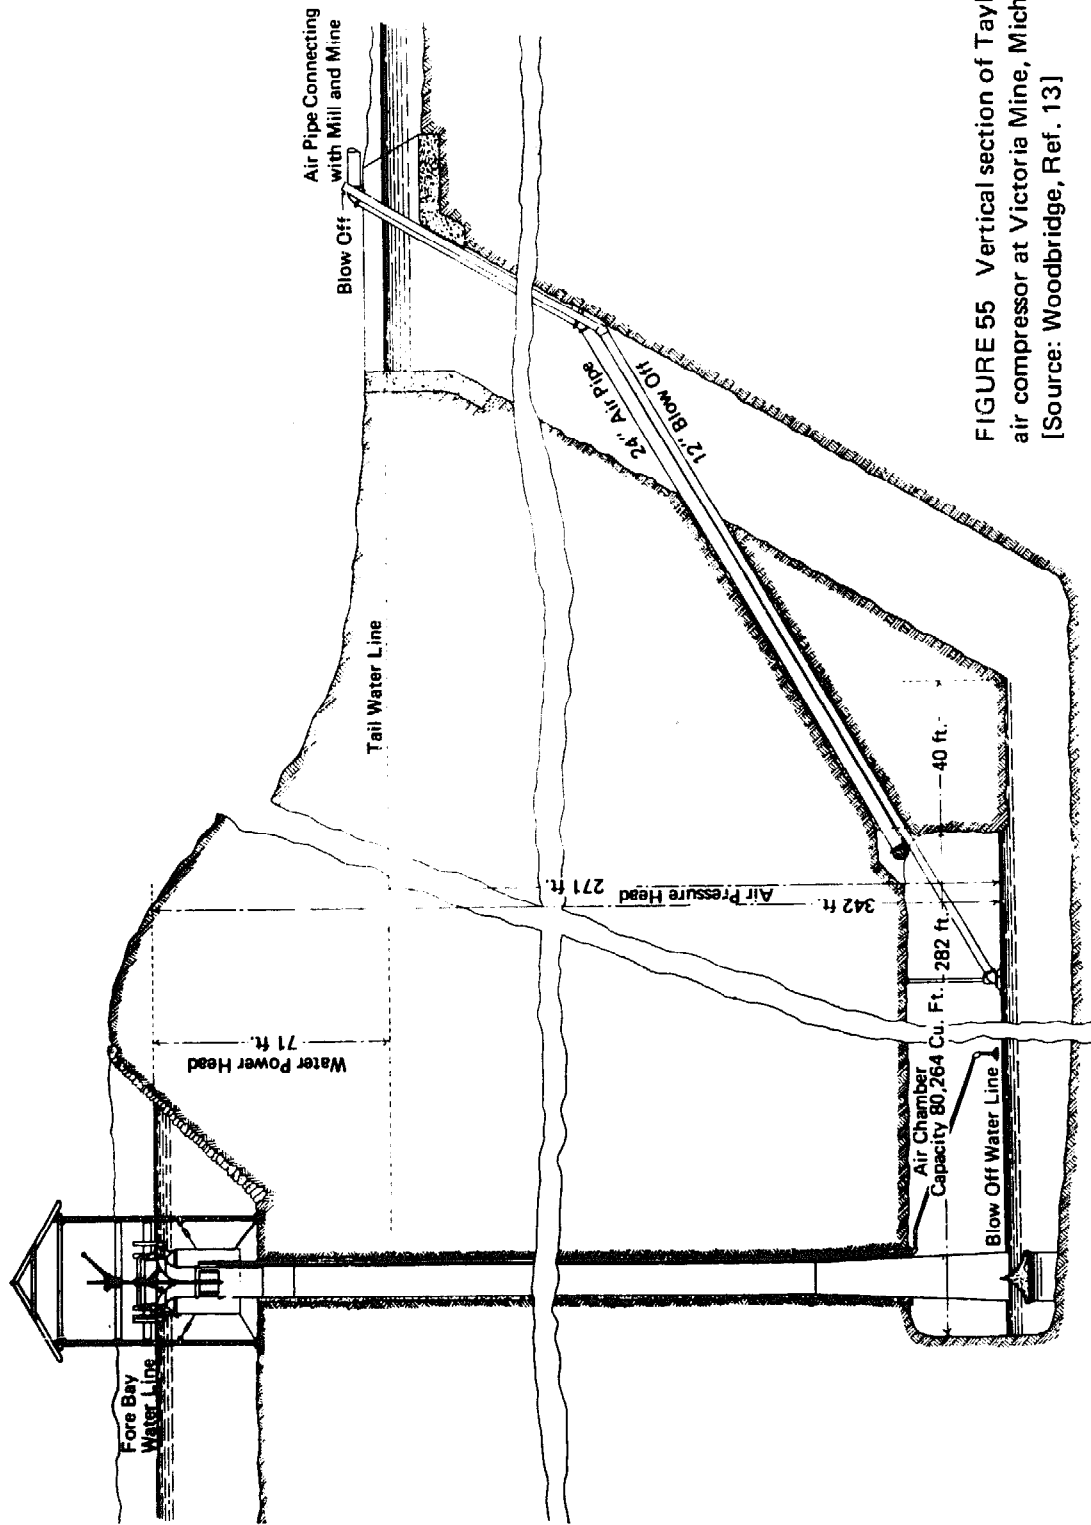 Air Pipe Connecting
with Mill and Mine
Blow Off
Tail Water Line
24" Air Pipe
12" Blow Off
Fore Bay
Water Line
Water Power Head
71 ft.
Air Pressure Head
271 ft.
342 ft.
40 ft.
282 ft.
Air Chamber
Capacity 80,264 Cu. Ft.
Blow Off Water Line
FIGURE 55 Vertical section of Tayl
air compressor at Victoria Mine, Mich
[Source: Woodbridge, Ref. 13]